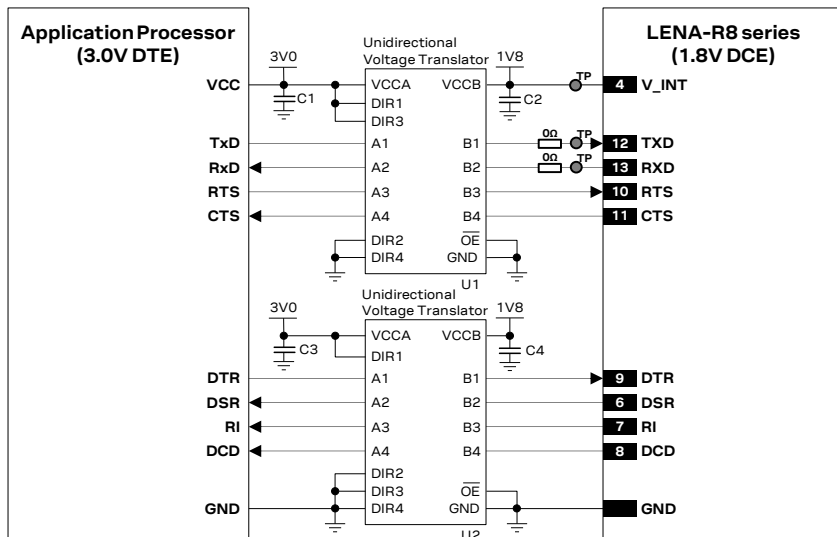 Application Processor
(3.0V DTE)
LENA-R8 series
(1.8V DCE)
Unidirectional
Voltage Translator
3V0
1V8
VCC
C1
VCCA
VCCB
C2
TP
4
V_INT
DIR1
DIR3
TxD
A1
B1
0Ω
TP
12
TXD
RxD
A2
B2
0Ω
TP
13
RXD
RTS
A3
B3
10
RTS
CTS
A4
B4
11
CTS
DIR2
OE
DIR4
GND
U1
Unidirectional
Voltage Translator
3V0
1V8
C3
VCCA
VCCB
C4
DIR1
DTR
A1
B1
9
DTR
DSR
A2
B2
6
DSR
RI
A3
B3
7
RI
DCD
A4
B4
8
DCD
DIR2
DIR3
OE
GND
DIR4
GND
GND
U2